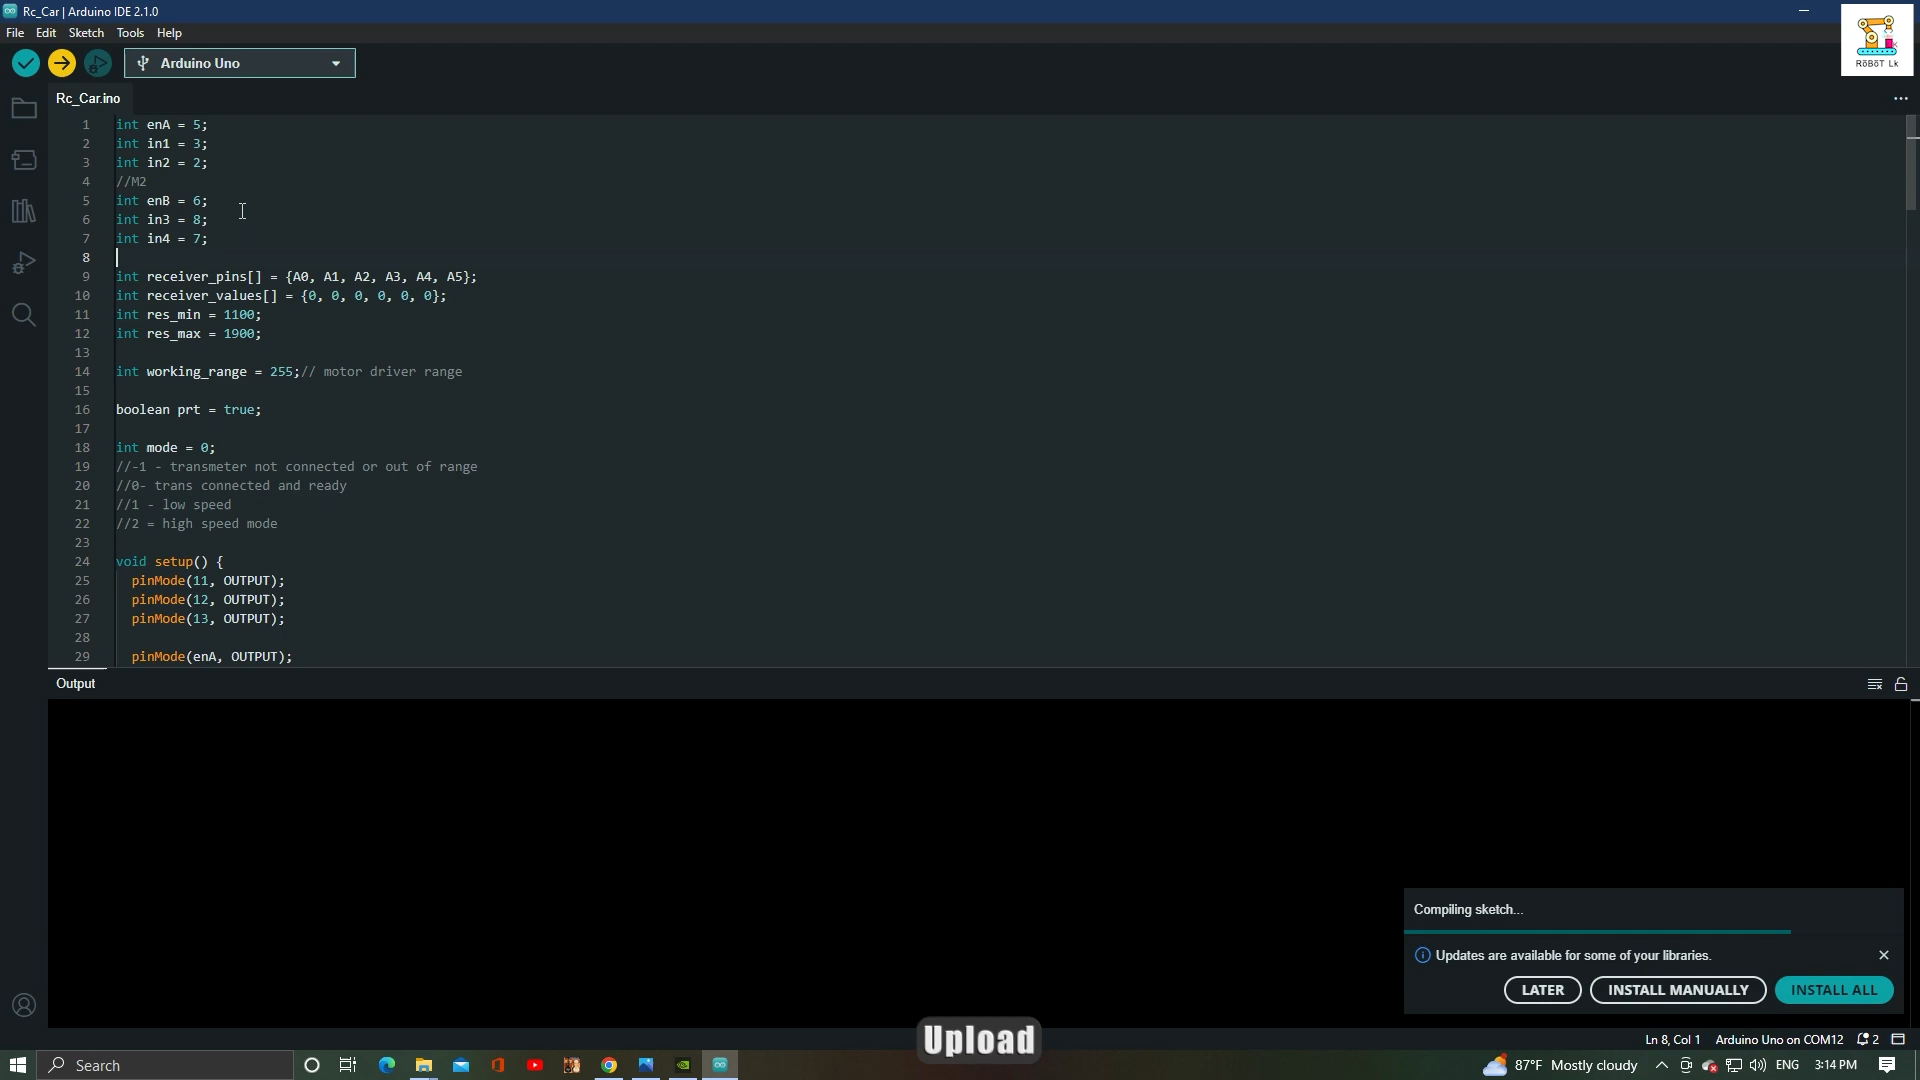 Rc_Car | Arduino IDE 2.1.0
File Edit Sketch Tools Help
RöBöT Lk
Arduino Uno
Rc_Car.ino
1 int enA = 5;
2 int in1 = 3;
3 int in2 = 2;
4 //M2
5 int enB = 6;
6 int in3 = 8;
7 int in4 = 7;
8
9 int receiver_pins[] = {A0, A1, A2, A3, A4, A5};
10 int receiver_values[] = {0, 0, 0, 0, 0, 0};
11 int res_min = 1100;
12 int res_max = 1900;
13
14 int working_range = 255;// motor driver range
15
16 boolean prt = true;
17
18 int mode = 0;
19 //-1 - transmeter not connected or out of range
20 //0- trans connected and ready
21 //1 - low speed
22 //2 = high speed mode
23
24 void setup() {
25 pinMode(11, OUTPUT);
26 pinMode(12, OUTPUT);
27 pinMode(13, OUTPUT);
28
29 pinMode(enA, OUTPUT);
Output
Compiling sketch...
Updates are available for some of your libraries.
LATER INSTALL MANUALLY INSTALL ALL
Upload
Ln 8, Col 1 Arduino Uno on COM12 2
Search
87°F Mostly cloudy ENG 3:14 PM